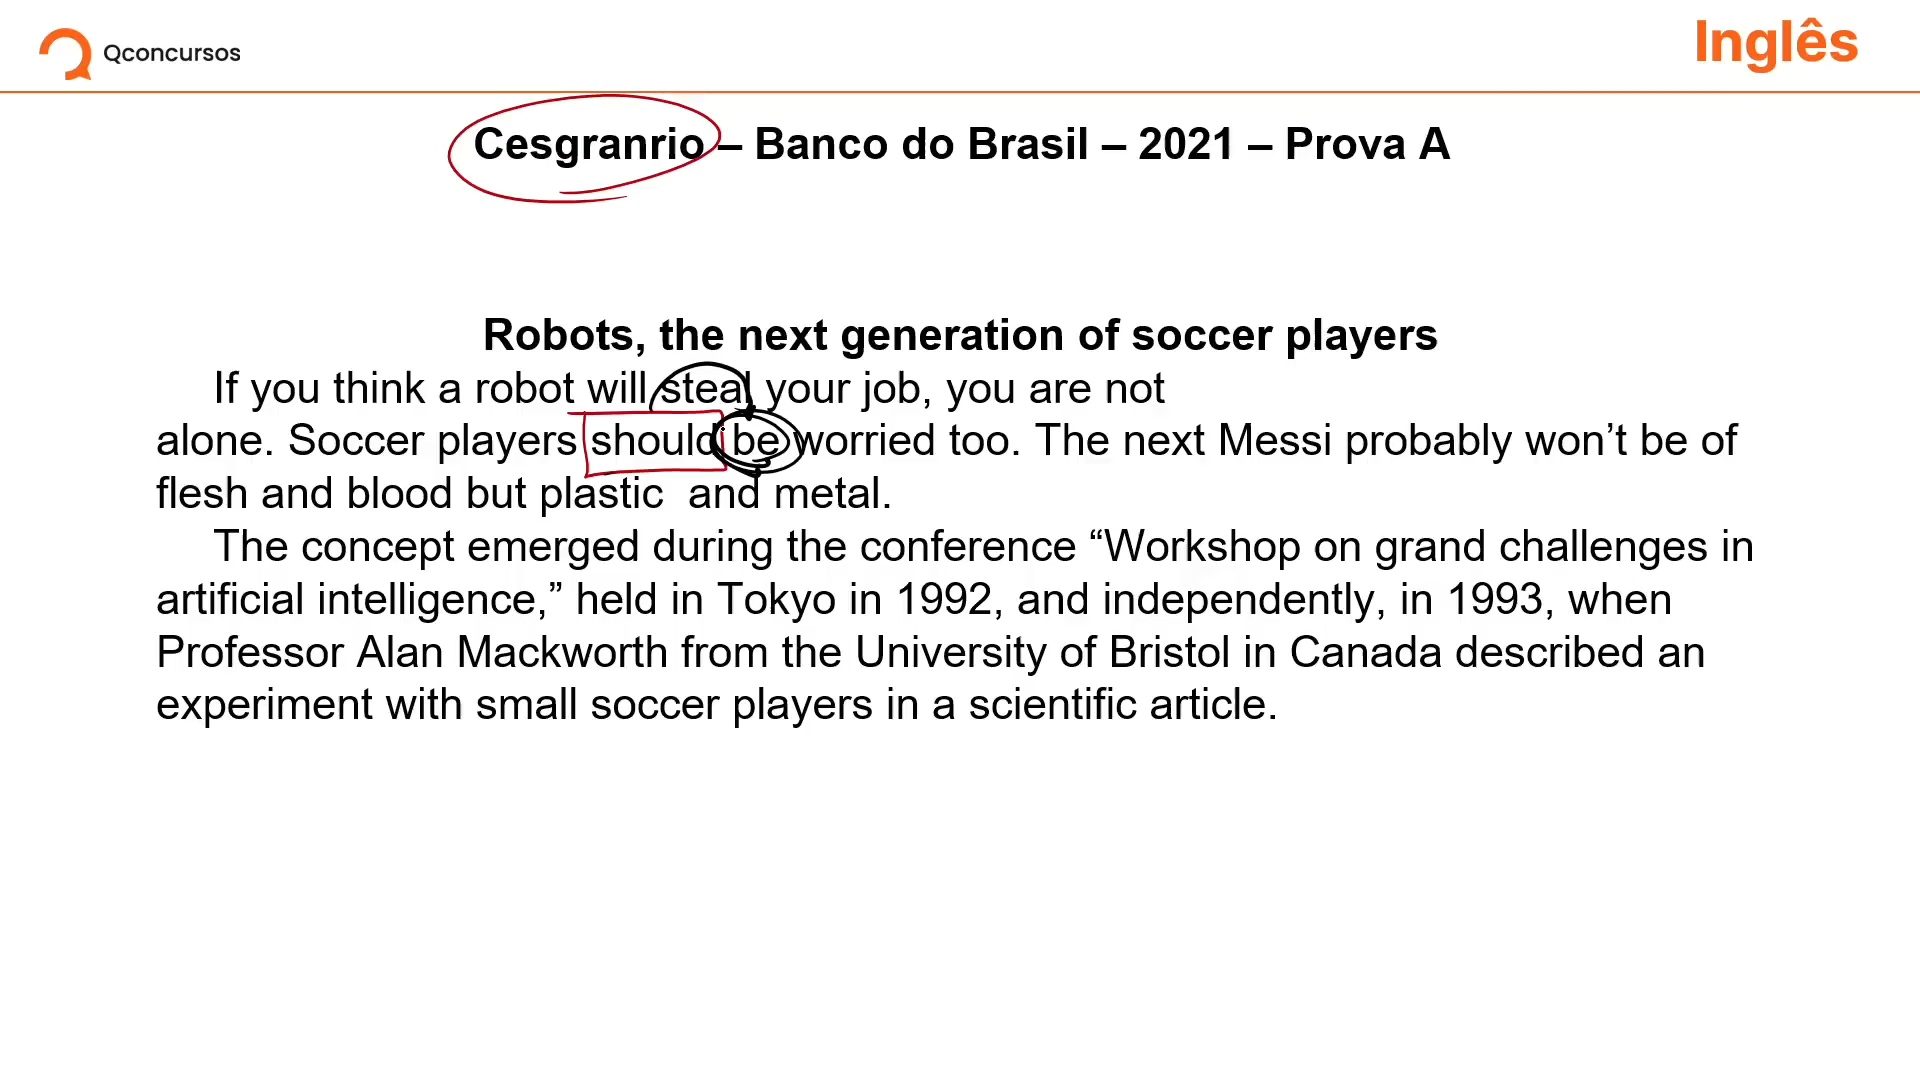 Qconcursos
Inglês
Cesgranrio – Banco do Brasil – 2021 – Prova A
Robots, the next generation of soccer players
If you think a robot will steal your job, you are not
alone. Soccer players should be worried too. The next Messi probably won’t be of
flesh and blood but plastic and metal.
The concept emerged during the conference “Workshop on grand challenges in
artificial intelligence,” held in Tokyo in 1992, and independently, in 1993, when
Professor Alan Mackworth from the University of Bristol in Canada described an
experiment with small soccer players in a scientific article.